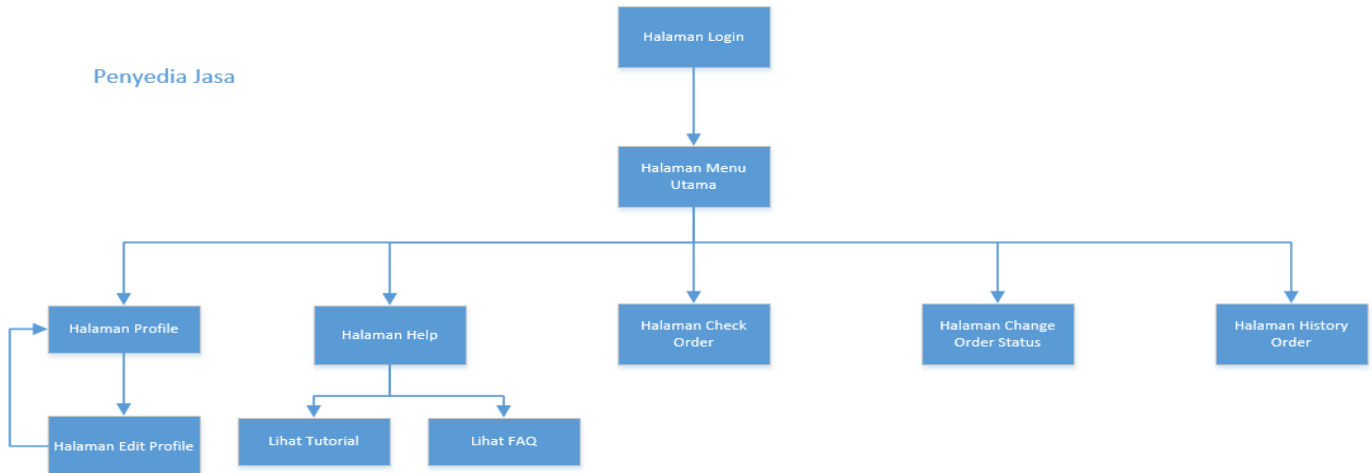 Halaman Login
Penyedia Jasa
Halaman Menu
Utama
Halaman Profile
Halaman Help
Halaman Check
Order
Halaman Change
Order Status
Halaman History
Order
Halaman Edit Profile
Lihat Tutorial
Lihat FAQ